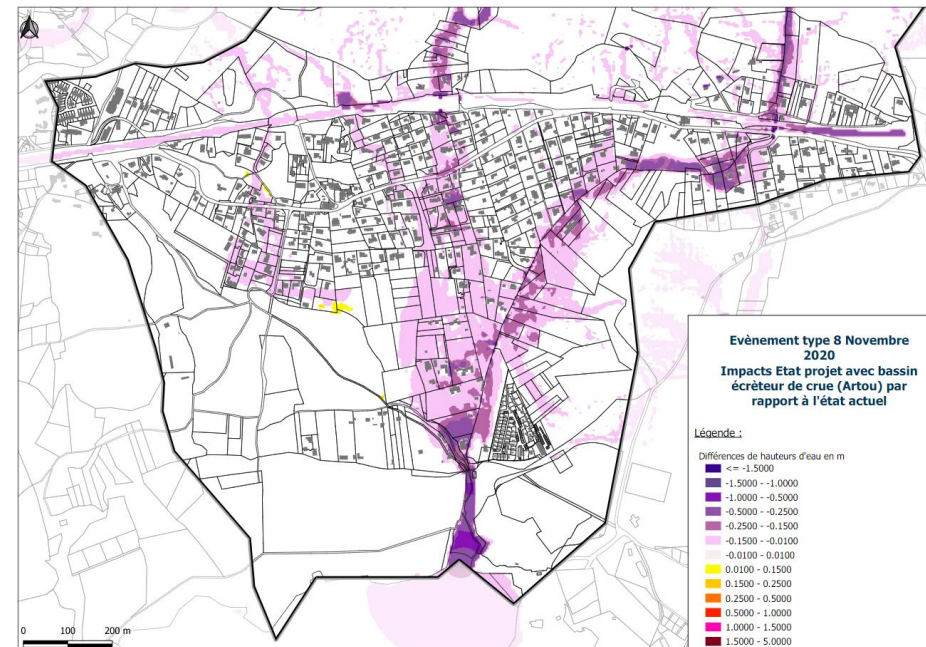 Evènement type 8 Novembre
2020
Impacts Etat projet avec bassin
écrèteur de crue (Artou) par
rapport à l'état actuel
Légende :
Différences de hauteurs d'eau en m
<= -1.5000
-1.5000 - -1.0000
-1.0000 - -0.5000
-0.5000 - -0.2500
-0.2500 - -0.1500
-0.1500 - -0.0100
-0.0100 - 0.0100
0.0100 - 0.1500
0.1500 - 0.2500
0.2500 - 0.5000
0.5000 - 1.0000
1.0000 - 1.5000
1.5000 - 5.0000
0 100 200 m